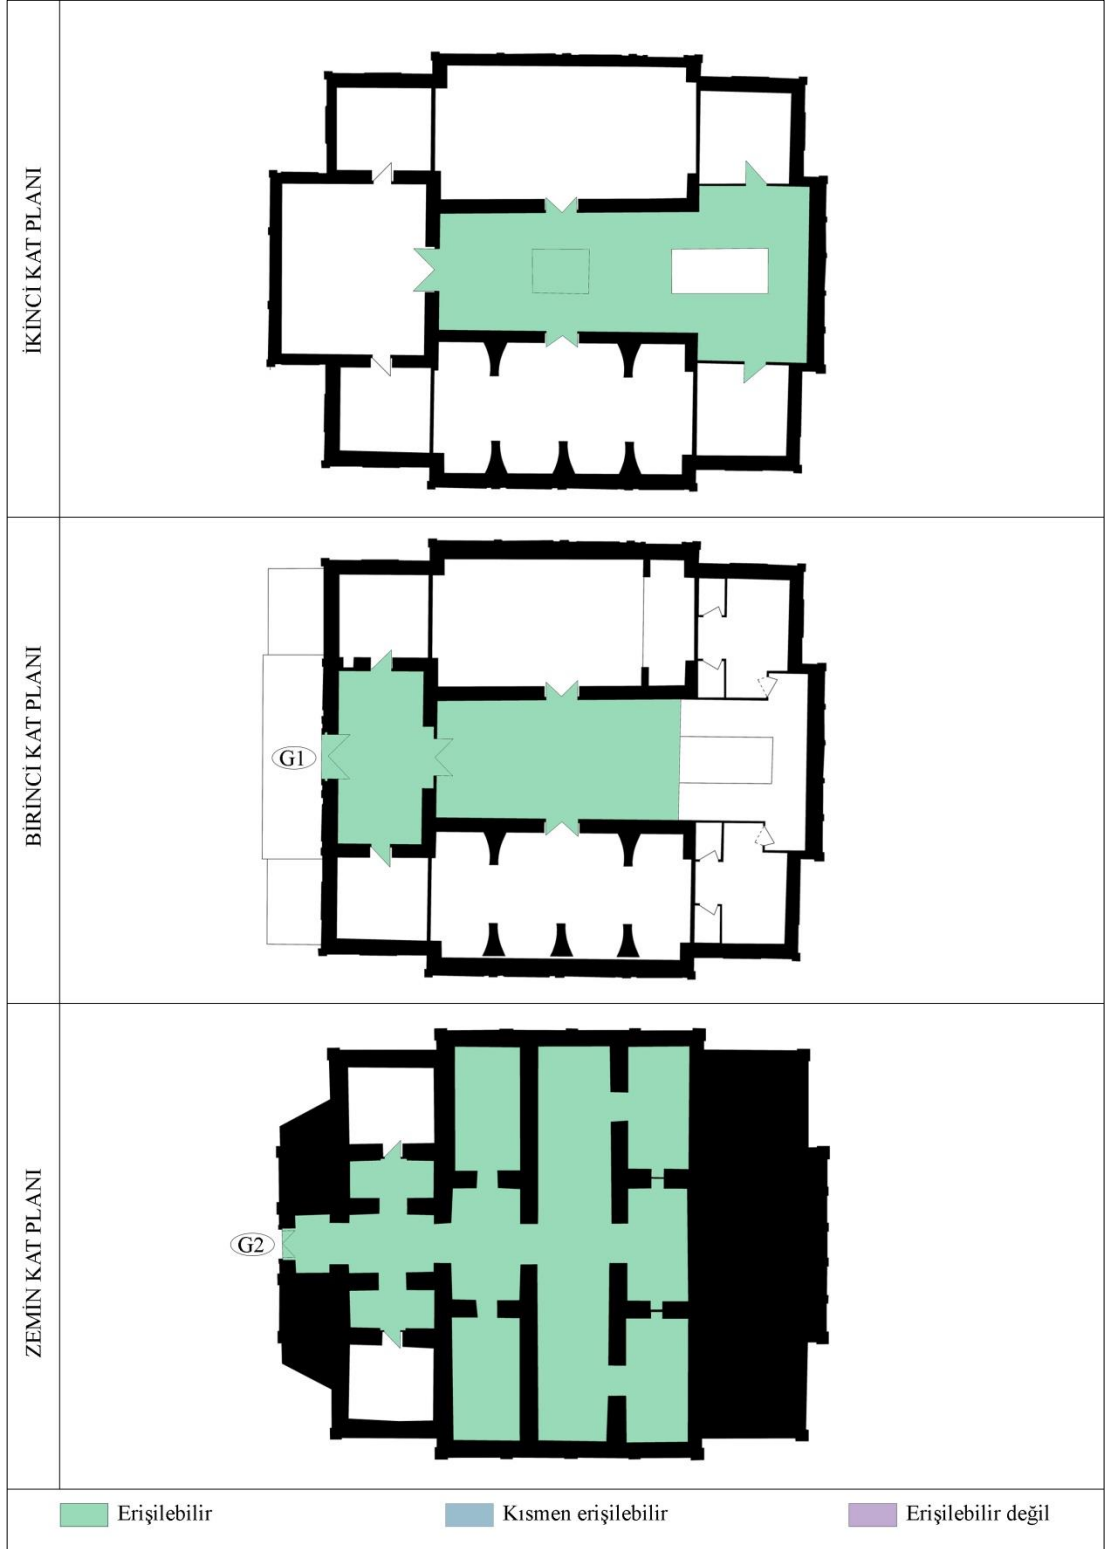 İKİNCİ KAT PLANI
BİRİNCİ KAT PLANI
G1
ZEMİN KAT PLANI
G2
Erişilebilir
Kısmen erişilebilir
Erişilebilir değil